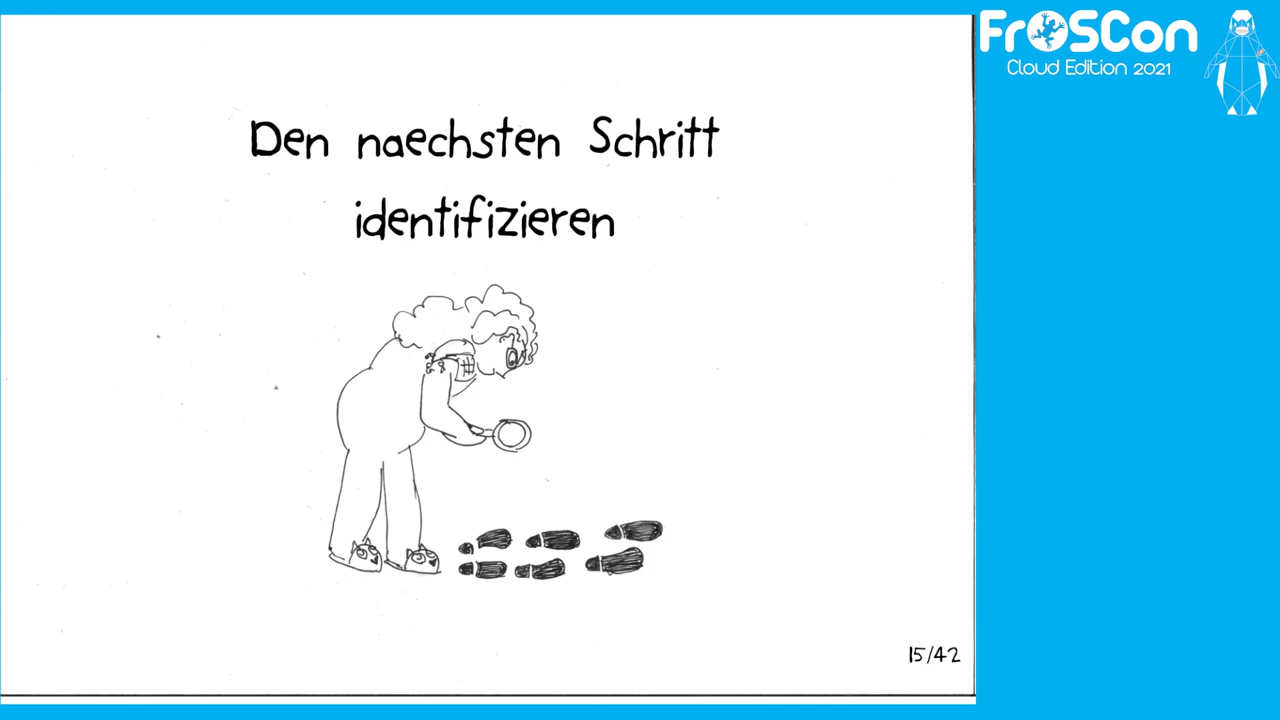 Den naechsten Schritt
identifizieren
15/42
FrOSCon
Cloud Edition 2021